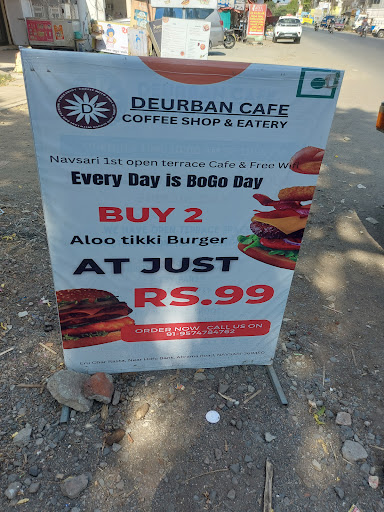 DEURBAN CAFE
COFFEE SHOP & EATERY
Navsari 1st open terrace Cafe & Free
Every Day is BoGo Day
BUY 2
Aloo tikki Burger
AT JUST
RS.99
ORDER NOW CALL US ON